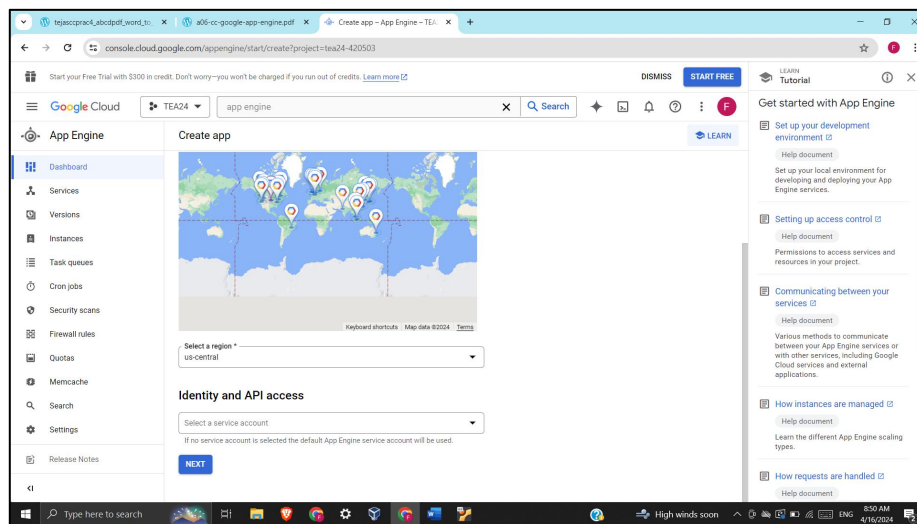 tejasccprac4_abcdpdf_word_to_
a06-cc-google-app-engine.pdf
Create app – App Engine – TEA
console.cloud.google.com/appengine/start/create?project=tea24-420503
F
Start your Free Trial with $300 in credit. Don't worry—you won't be charged if you run out of credits. Learn more
DISMISS
START FREE
Google Cloud
TEA24
app engine
Search
F
App Engine
Create app
LEARN
Dashboard
Services
Versions
Instances
Task queues
Cron jobs
Security scans
Firewall rules
Quotas
Memcache
Search
Settings
Release Notes
Keyboard shortcuts Map data ©2024 Terms
Select a region *
us-central
Identity and API access
Select a service account
If no service account is selected the default App Engine service account will be used.
NEXT
LEARN
Tutorial
Get started with App Engine
Set up your development
environment
Help document
Set up your local environment for
developing and deploying your App
Engine services.
Setting up access control
Help document
Permissions to access services and
resources in your project.
Communicating between your
services
Help document
Various methods to communicate
between your App Engine services or
with other services, including Google
Cloud services and external
applications.
How instances are managed
Help document
Learn the different App Engine scaling
types.
How requests are handled
Help document
Type here to search
High winds soon
ENG
8:50 AM
4/16/2024